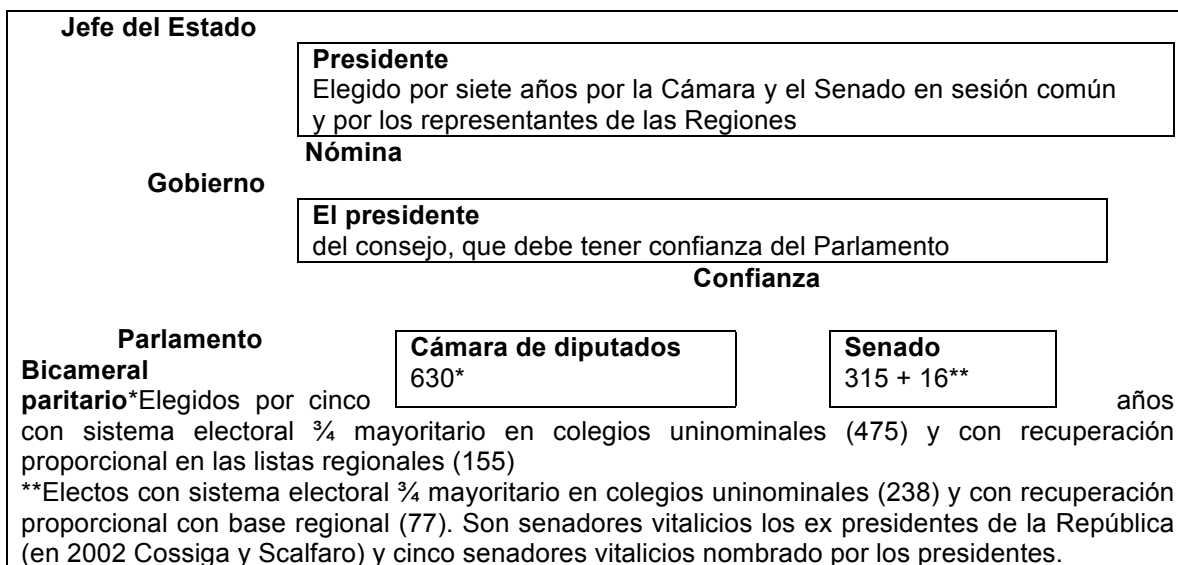 Jefe del Estado
Presidente
Elegido por siete años por la Cámara y el Senado en sesión común
y por los representantes de las Regiones
Nómina
Gobierno
El presidente
del consejo, que debe tener confianza del Parlamento
Confianza
Parlamento
Cámara de diputados
630*
Senado
315 + 16**
Bicameral
paritario*Elegidos por cinco años
con sistema electoral ¾ mayoritario en colegios uninominales (475) y con recuperación
proporcional en las listas regionales (155)
**Electos con sistema electoral ¾ mayoritario en colegios uninominales (238) y con recuperación
proporcional con base regional (77). Son senadores vitalicios los ex presidentes de la República
(en 2002 Cossiga y Scalfaro) y cinco senadores vitalicios nombrado por los presidentes.